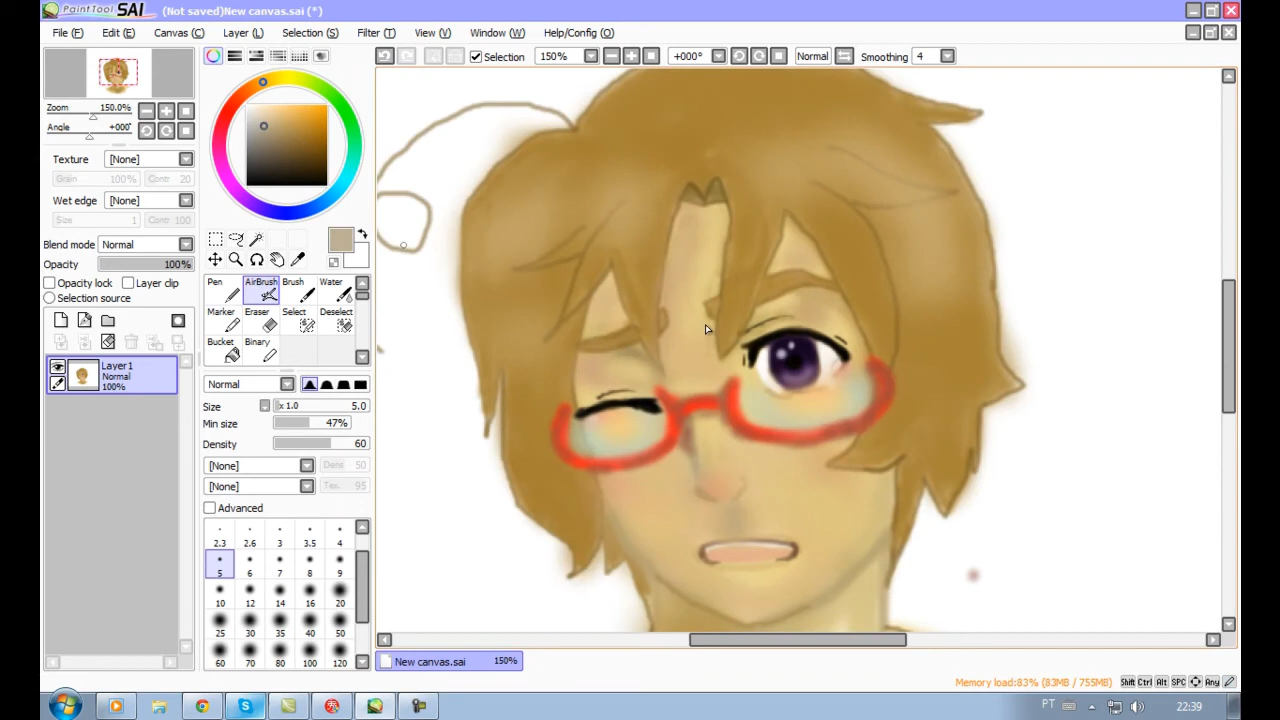 PaintTool SAI (Not saved)New canvas.sai (*)
File (F) Edit (E) Canvas (C) Layer (L) Selection (S) Filter (T) View (V) Window (W) Help/Config (O)
Selection 150% +000° Normal Smoothing 4
Zoom 150.0%
Angle +000°
Texture [None]
Grain 100% Contr 20
Wet edge [None]
Size 1 Contr 100
Blend mode Normal
Opacity 100%
Opacity lock Layer clip
Selection source
Layer1
Normal
100%
Pen AirBrush Brush Water
Marker Eraser Select Deselect
Bucket Binary
Normal
Size x 1.0 5.0
Min size 47%
Density 60
[None] Dens 50
[None] Tex. 95
Advanced
2.3 2.6 3 3.5 4
5 6 7 8 9
10 12 14 16 20
25 30 35 40 50
60 70 80 100 120
New canvas.sai 150%
Memory load:83% (83MB / 755MB) Shift Ctrl Alt SPC Any
PT 22:39